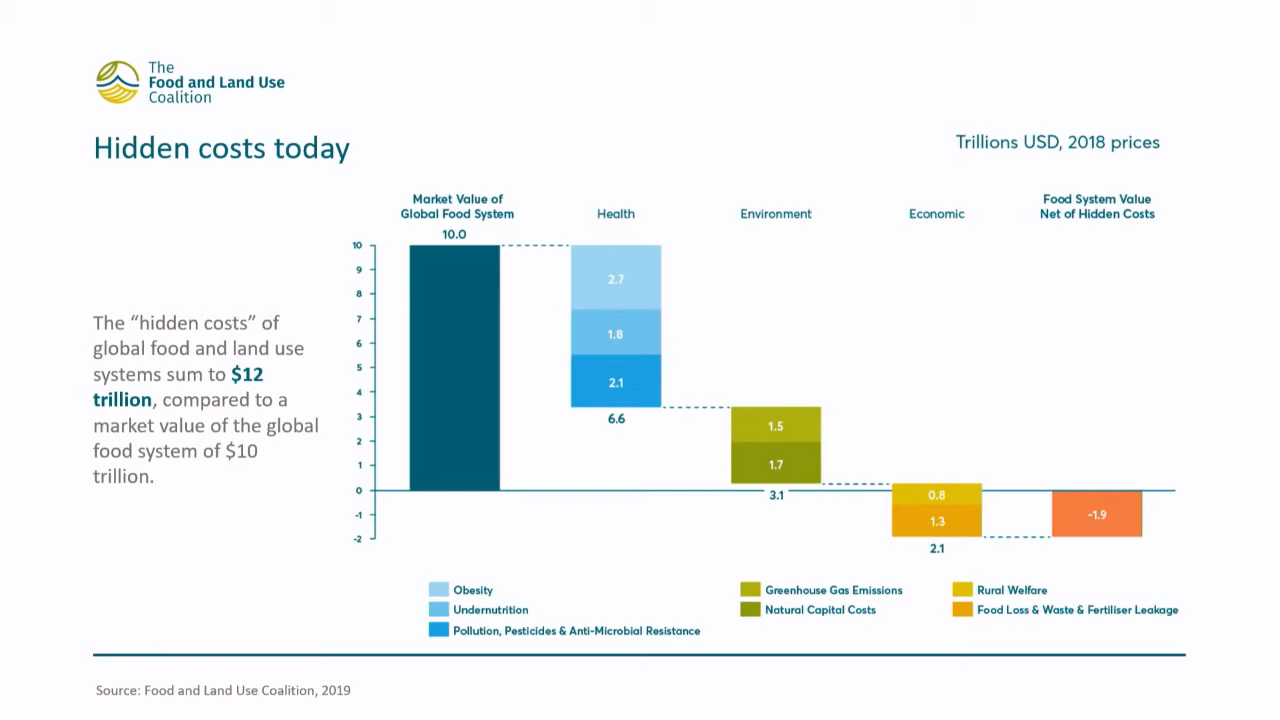 The
Food and Land Use
Coalition
Hidden costs today
Trillions USD, 2018 prices
Market Value of
Global Food System
Health
Environment
Economic
Food System Value
Net of Hidden Costs
10.0
10
9
8
7
6
5
4
3
2
1
0
-1
-2
2.7
1.8
2.1
6.6
1.5
1.7
3.1
0.8
1.3
2.1
-1.9
The “hidden costs” of
global food and land use
systems sum to $12
trillion, compared to a
market value of the global
food system of $10
trillion.
Obesity
Undernutrition
Pollution, Pesticides & Anti-Microbial Resistance
Greenhouse Gas Emissions
Natural Capital Costs
Rural Welfare
Food Loss & Waste & Fertiliser Leakage
Source: Food and Land Use Coalition, 2019